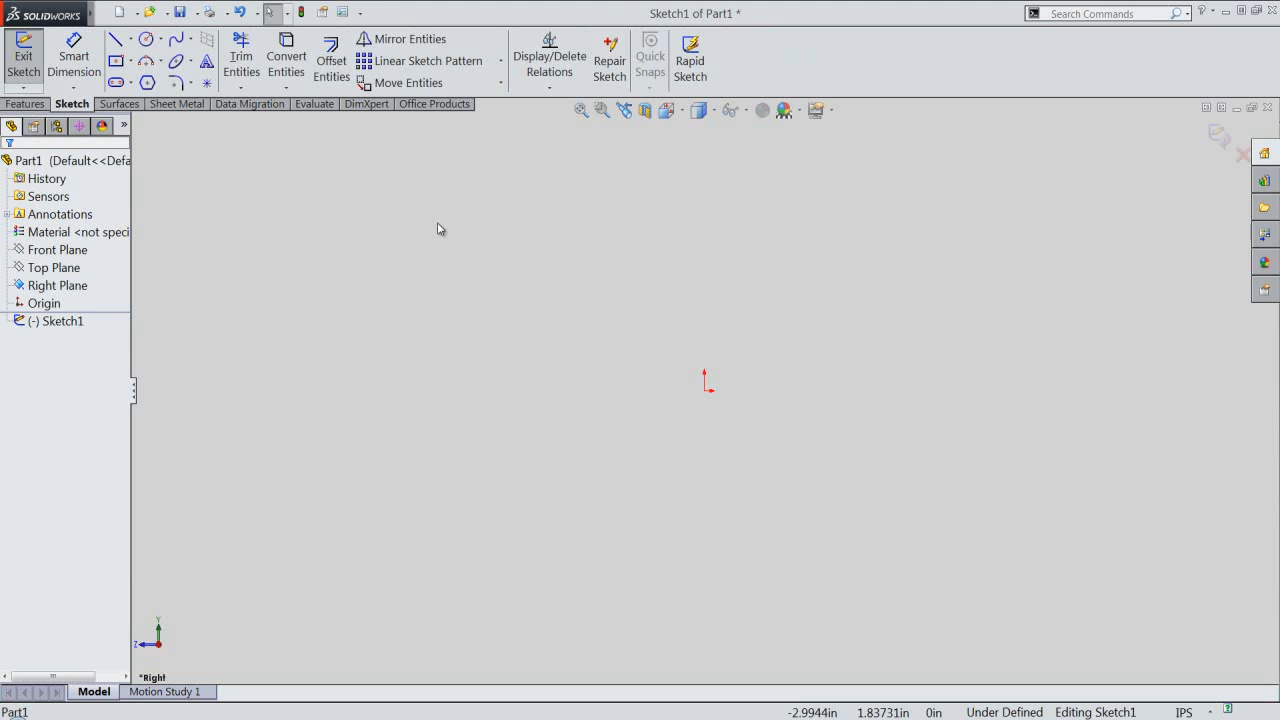 SOLIDWORKS
Sketch1 of Part1 *
Search Commands
Exit Sketch
Smart Dimension
Trim Entities
Convert Entities
Offset Entities
Mirror Entities
Linear Sketch Pattern
Move Entities
Display/Delete Relations
Repair Sketch
Quick Snaps
Rapid Sketch
Features Sketch Surfaces Sheet Metal Data Migration Evaluate DimXpert Office Products
Part1 (Default<<Defa
History
Sensors
Annotations
Material <not speci
Front Plane
Top Plane
Right Plane
Origin
(-) Sketch1
Y
Z
*Right
Model Motion Study 1
Part1 -2.9944in 1.83731in 0in Under Defined Editing Sketch1 IPS